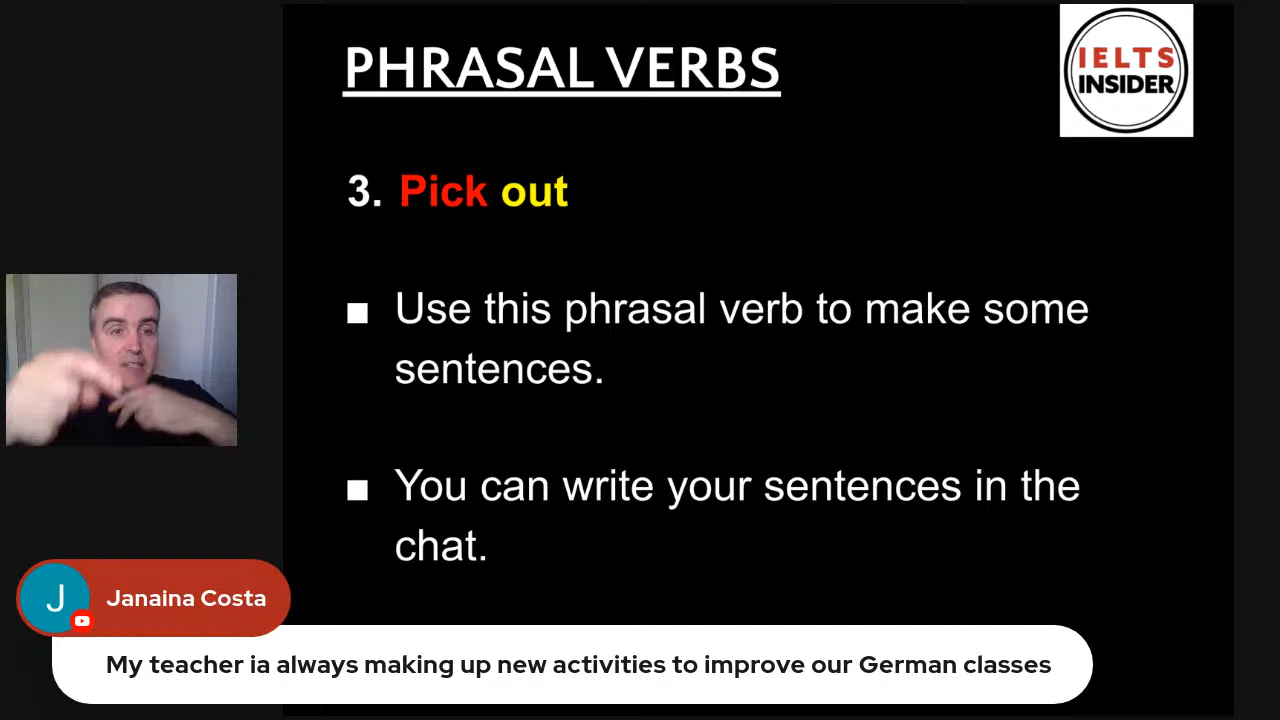 PHRASAL VERBS
IELTS
INSIDER
3. Pick out
■ Use this phrasal verb to make some
sentences.
■ You can write your sentences in the
chat.
J
Janaina Costa
My teacher ia always making up new activities to improve our German classes